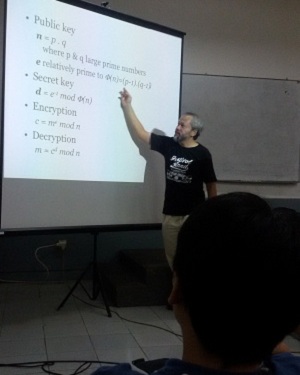 • Public key
n = p . q
where p & q large prime numbers
e relatively prime to Φ(n)=(p-1).(q-1)
• Secret key
d = e⁻¹ mod Φ(n)
• Encryption
c = mᵉ mod n
• Decryption
m = cᵈ mod n